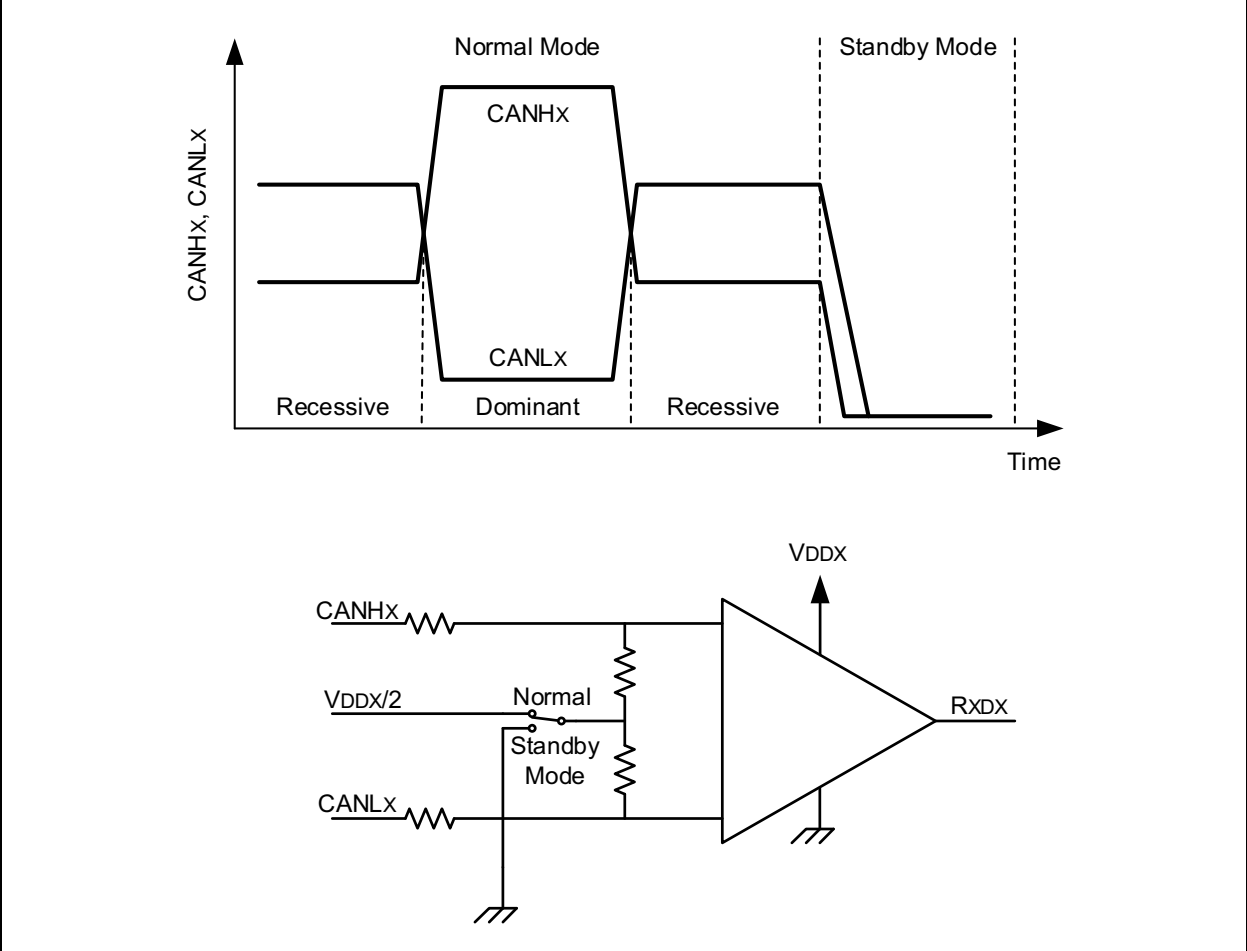 Normal Mode
Standby Mode
CANHX, CANLX
CANHX
CANLX
Recessive
Dominant
Recessive
Time
VDDX
CANHX
VDDX/2
Normal
RXDX
Standby
Mode
CANLX